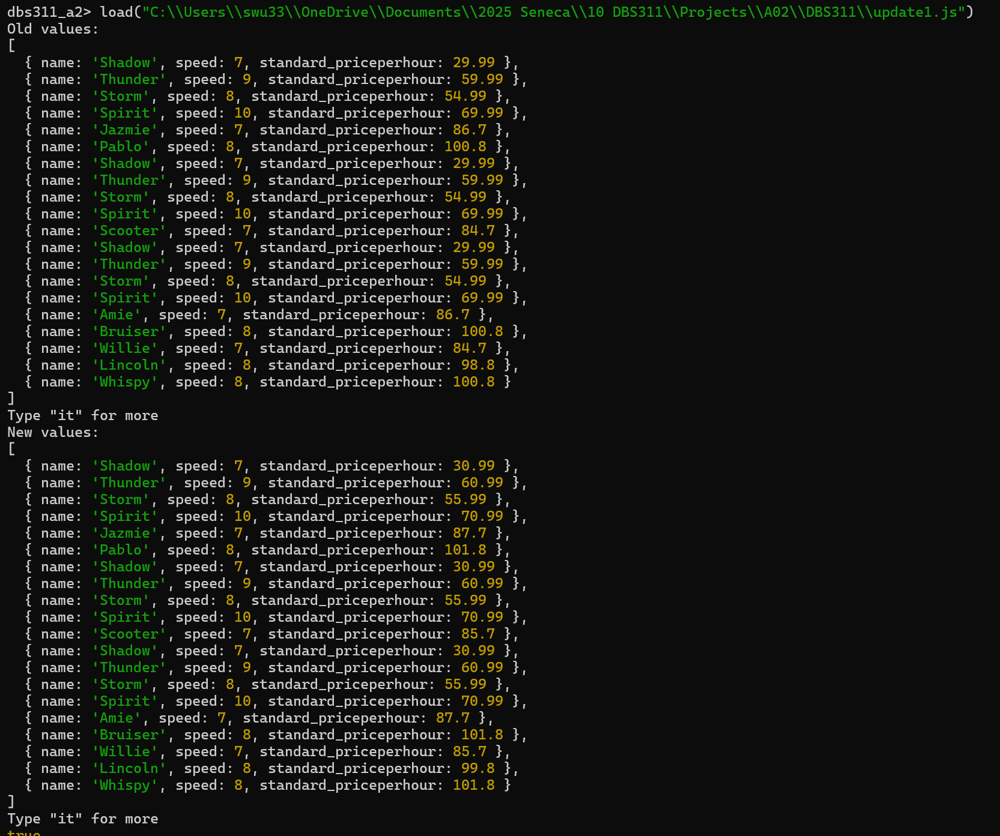 dbs311_a2> load("C:\\Users\\swu33\\OneDrive\\Documents\\2025 Seneca\\10 DBS311\\Projects\\A02\\DBS311\\update1.js")
Old values:
[
  { name: 'Shadow', speed: 7, standard_priceperhour: 29.99 },
  { name: 'Thunder', speed: 9, standard_priceperhour: 59.99 },
  { name: 'Storm', speed: 8, standard_priceperhour: 54.99 },
  { name: 'Spirit', speed: 10, standard_priceperhour: 69.99 },
  { name: 'Jazmie', speed: 7, standard_priceperhour: 86.7 },
  { name: 'Pablo', speed: 8, standard_priceperhour: 100.8 },
  { name: 'Shadow', speed: 7, standard_priceperhour: 29.99 },
  { name: 'Thunder', speed: 9, standard_priceperhour: 59.99 },
  { name: 'Storm', speed: 8, standard_priceperhour: 54.99 },
  { name: 'Spirit', speed: 10, standard_priceperhour: 69.99 },
  { name: 'Scooter', speed: 7, standard_priceperhour: 84.7 },
  { name: 'Shadow', speed: 7, standard_priceperhour: 29.99 },
  { name: 'Thunder', speed: 9, standard_priceperhour: 59.99 },
  { name: 'Storm', speed: 8, standard_priceperhour: 54.99 },
  { name: 'Spirit', speed: 10, standard_priceperhour: 69.99 },
  { name: 'Amie', speed: 7, standard_priceperhour: 86.7 },
  { name: 'Bruiser', speed: 8, standard_priceperhour: 100.8 },
  { name: 'Willie', speed: 7, standard_priceperhour: 84.7 },
  { name: 'Lincoln', speed: 8, standard_priceperhour: 98.8 },
  { name: 'Whispy', speed: 8, standard_priceperhour: 100.8 }
]
Type "it" for more
New values:
[
  { name: 'Shadow', speed: 7, standard_priceperhour: 30.99 },
  { name: 'Thunder', speed: 9, standard_priceperhour: 60.99 },
  { name: 'Storm', speed: 8, standard_priceperhour: 55.99 },
  { name: 'Spirit', speed: 10, standard_priceperhour: 70.99 },
  { name: 'Jazmie', speed: 7, standard_priceperhour: 87.7 },
  { name: 'Pablo', speed: 8, standard_priceperhour: 101.8 },
  { name: 'Shadow', speed: 7, standard_priceperhour: 30.99 },
  { name: 'Thunder', speed: 9, standard_priceperhour: 60.99 },
  { name: 'Storm', speed: 8, standard_priceperhour: 55.99 },
  { name: 'Spirit', speed: 10, standard_priceperhour: 70.99 },
  { name: 'Scooter', speed: 7, standard_priceperhour: 85.7 },
  { name: 'Shadow', speed: 7, standard_priceperhour: 30.99 },
  { name: 'Thunder', speed: 9, standard_priceperhour: 60.99 },
  { name: 'Storm', speed: 8, standard_priceperhour: 55.99 },
  { name: 'Spirit', speed: 10, standard_priceperhour: 70.99 },
  { name: 'Amie', speed: 7, standard_priceperhour: 87.7 },
  { name: 'Bruiser', speed: 8, standard_priceperhour: 101.8 },
  { name: 'Willie', speed: 7, standard_priceperhour: 85.7 },
  { name: 'Lincoln', speed: 8, standard_priceperhour: 99.8 },
  { name: 'Whispy', speed: 8, standard_priceperhour: 101.8 }
]
Type "it" for more
true